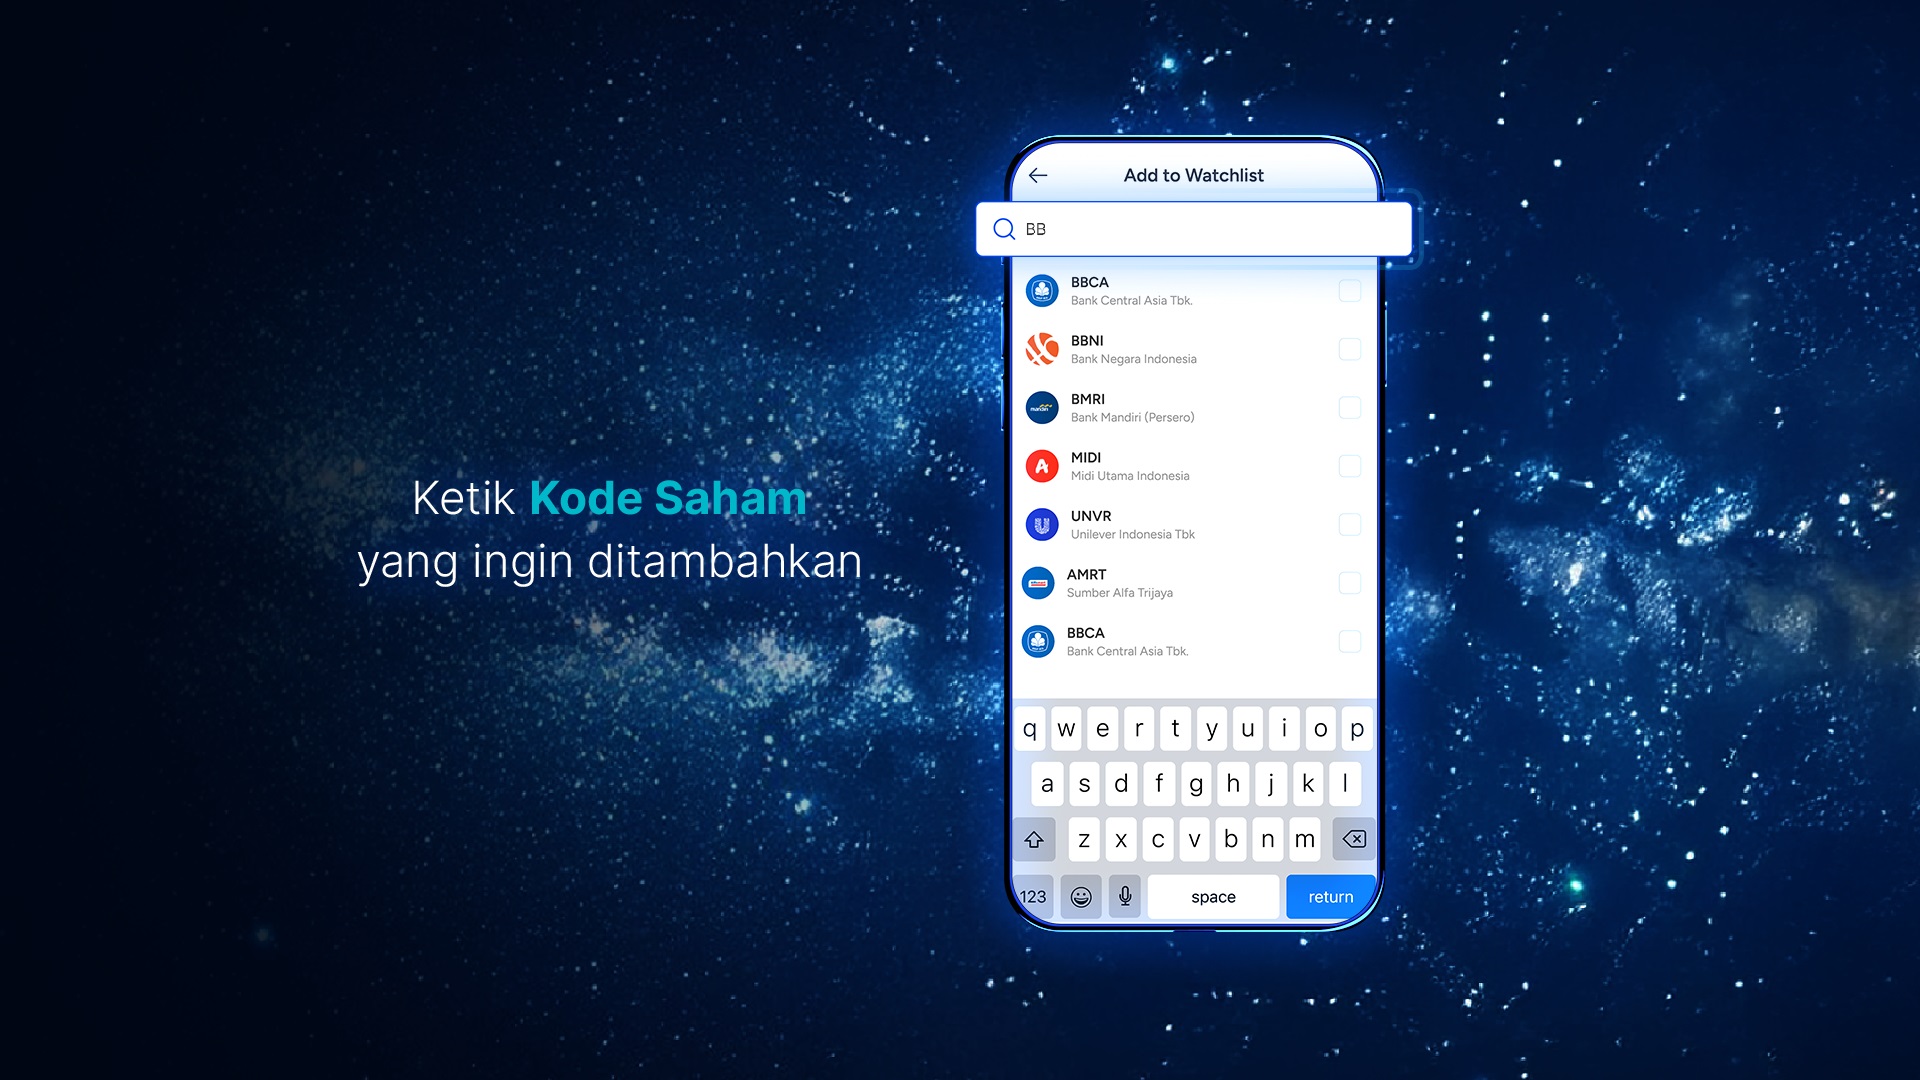 Ketik Kode Saham
yang ingin ditambahkan
Add to Watchlist
BB
BBCA
Bank Central Asia Tbk.
BBNI
Bank Negara Indonesia
BMRI
Bank Mandiri (Persero)
mandiri
MIDI
Midi Utama Indonesia
UNVR
Unilever Indonesia Tbk
AMRT
Sumber Alfa Trijaya
BBCA
Bank Central Asia Tbk.
q w e r t y u i o p
a s d f g h j k l
z x c v b n m
123 space return